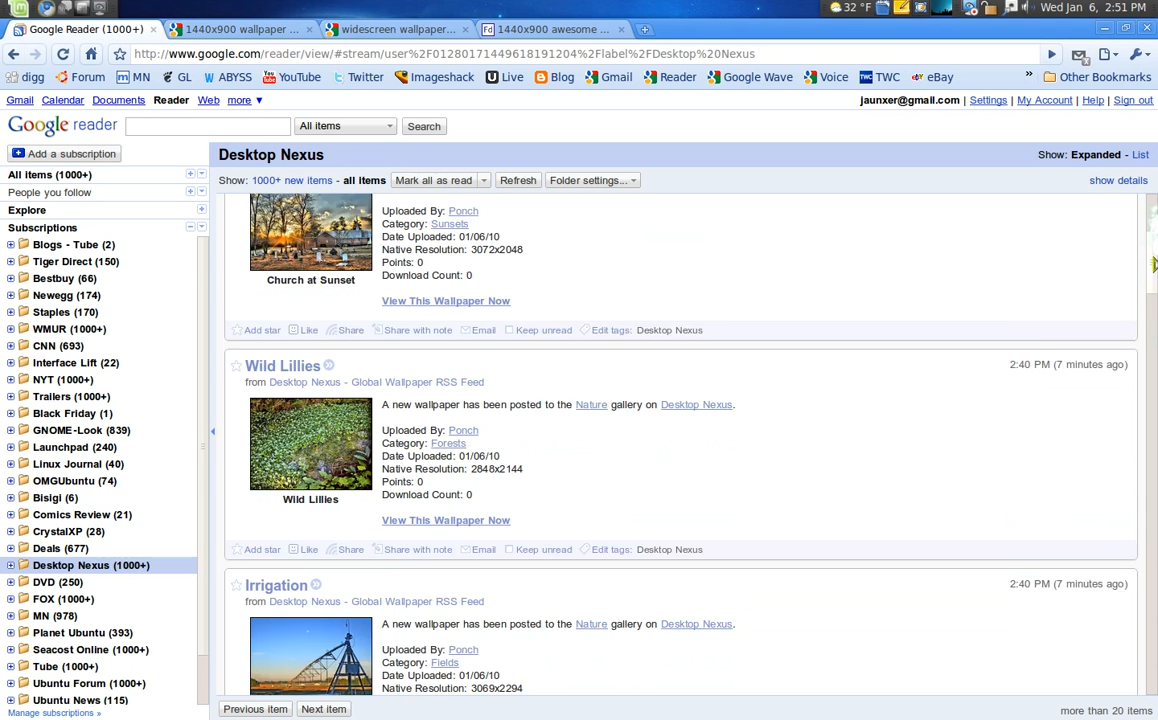 32 °F Wed Jan 6, 2:51 PM
Google Reader (1000+) 1440x900 wallpaper ... widescreen wallpaper... 1440x900 awesome ...
http://www.google.com/reader/view/#stream/user%2F01280171449618191204%2Flabel%2FDesktop%20Nexus
digg Forum MN GL ABYSS YouTube Twitter Imageshack Live Blog Gmail Reader Google Wave Voice TWC eBay » Other Bookmarks
Gmail Calendar Documents Reader Web more ▼ jaunxer@gmail.com | Settings | My Account | Help | Sign out
Google reader All items Search
Add a subscription
All items (1000+)
People you follow
Explore
Subscriptions
Blogs - Tube (2)
Tiger Direct (150)
Bestbuy (66)
Newegg (174)
Staples (170)
WMUR (1000+)
CNN (693)
Interface Lift (22)
NYT (1000+)
Trailers (1000+)
Black Friday (1)
GNOME-Look (839)
Launchpad (240)
Linux Journal (40)
OMGUbuntu (74)
Bisigi (6)
Comics Review (21)
CrystalXP (28)
Deals (677)
Desktop Nexus (1000+)
DVD (250)
FOX (1000+)
MN (978)
Planet Ubuntu (393)
Seacost Online (1000+)
Tube (1000+)
Ubuntu Forum (1000+)
Ubuntu News (115)
Manage subscriptions »
Desktop Nexus Show: Expanded - List
Show: 1000+ new items - all items Mark all as read Refresh Folder settings... show details
Church at Sunset
Uploaded By: Ponch
Category: Sunsets
Date Uploaded: 01/06/10
Native Resolution: 3072x2048
Points: 0
Download Count: 0
View This Wallpaper Now
Add star Like Share Share with note Email Keep unread Edit tags: Desktop Nexus
Wild Lillies 2:40 PM (7 minutes ago)
from Desktop Nexus - Global Wallpaper RSS Feed
A new wallpaper has been posted to the Nature gallery on Desktop Nexus.
Wild Lillies
Uploaded By: Ponch
Category: Forests
Date Uploaded: 01/06/10
Native Resolution: 2848x2144
Points: 0
Download Count: 0
View This Wallpaper Now
Add star Like Share Share with note Email Keep unread Edit tags: Desktop Nexus
Irrigation 2:40 PM (7 minutes ago)
from Desktop Nexus - Global Wallpaper RSS Feed
A new wallpaper has been posted to the Nature gallery on Desktop Nexus.
Uploaded By: Ponch
Category: Fields
Date Uploaded: 01/06/10
Native Resolution: 3069x2294
Previous item Next item more than 20 items